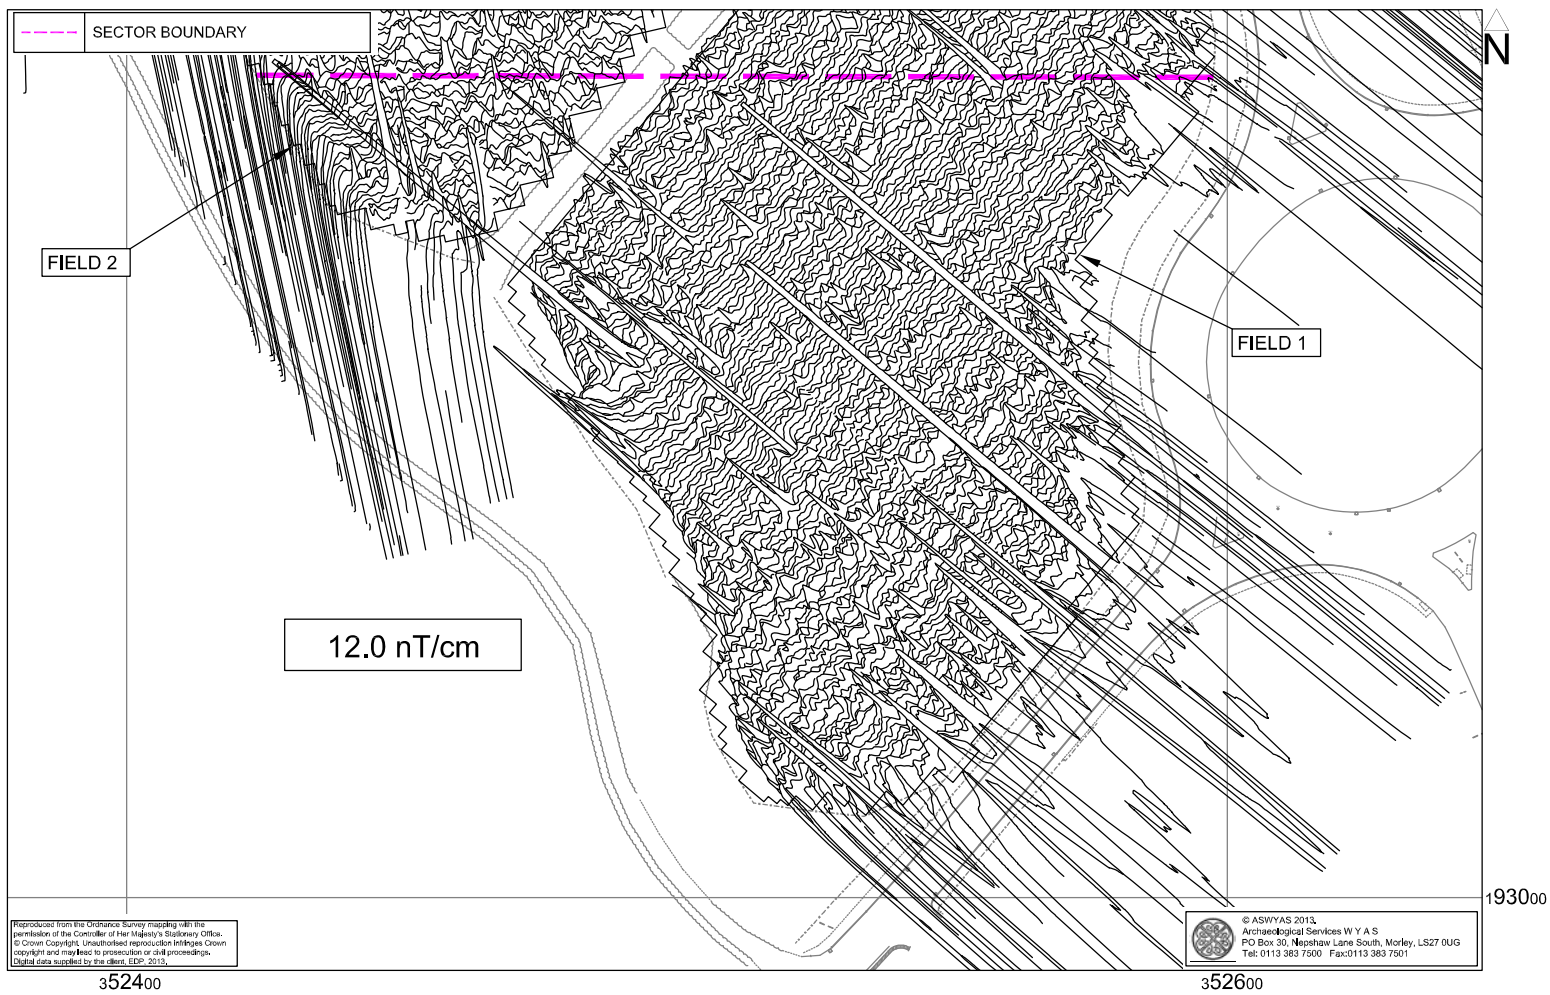 SECTOR BOUNDARY
N
FIELD 2
FIELD 1
12.0 nT/cm
193000
Reproduced from the Ordnance Survey mapping with the
permission of the Controller of Her Majesty's Stationery Office.
© Crown Copyright. Unauthorised reproduction infringes Crown
copyright and may lead to prosecution or civil proceedings.
Digital data supplied by the client, EDP, 2013.
© ASWYAS 2013.
Archaeological Services W Y A S
PO Box 30, Nepshaw Lane South, Morley, LS27 0UG
Tel: 0113 383 7500 Fax:0113 383 7501
352400
352600